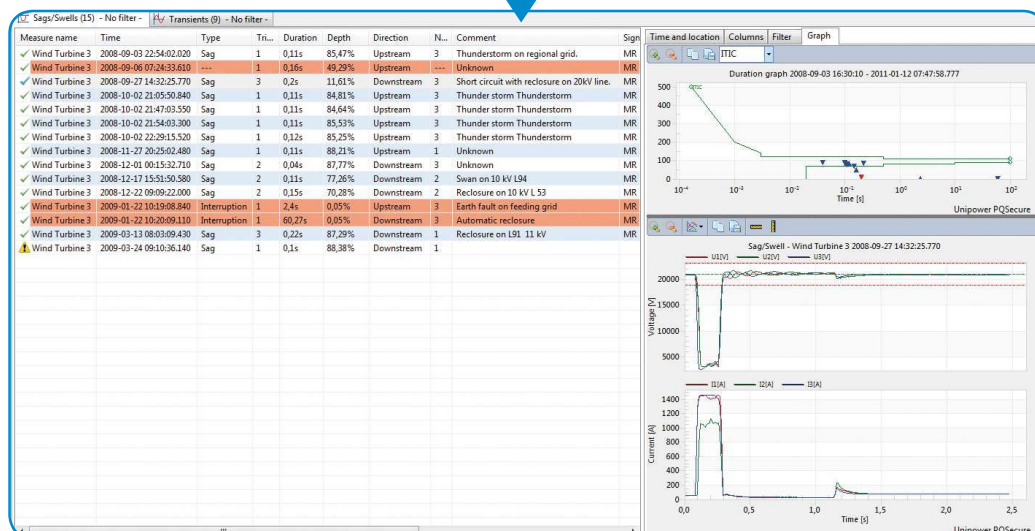 Sags/Swells (15) - No filter - Transients (9) - No filter -
Measure name Time Type Tri... Duration Depth Direction N... Comment Sign
Wind Turbine 3 2008-09-03 22:54:02.020 Sag 1 0,11s 85,47% Upstream 3 Thunderstorm on regional grid. MR
Wind Turbine 3 2008-09-06 07:24:33.610 --- 1 0,16s 49,29% Upstream --- Unknown MR
Wind Turbine 3 2008-09-27 14:32:25.770 Sag 3 0,2s 11,61% Downstream 3 Short circuit with reclosure on 20kV line. MR
Wind Turbine 3 2008-10-02 21:05:50.840 Sag 1 0,11s 84,81% Upstream 3 Thunder storm Thunderstorm MR
Wind Turbine 3 2008-10-02 21:47:03.550 Sag 1 0,11s 84,64% Upstream 3 Thunder storm Thunderstorm MR
Wind Turbine 3 2008-10-02 21:54:03.300 Sag 1 0,11s 85,53% Upstream 3 Thunder storm Thunderstorm MR
Wind Turbine 3 2008-10-02 22:29:15.520 Sag 1 0,12s 85,25% Upstream 3 Thunder storm Thunderstorm MR
Wind Turbine 3 2008-11-27 20:25:02.480 Sag 1 0,11s 88,21% Upstream 1 Unknown MR
Wind Turbine 3 2008-12-01 00:15:32.710 Sag 2 0,04s 87,77% Downstream 3 Unknown MR
Wind Turbine 3 2008-12-17 15:51:50.580 Sag 2 0,11s 77,26% Downstream 2 Swan on 10 kV L94 MR
Wind Turbine 3 2008-12-22 09:09:22.000 Sag 2 0,15s 70,28% Downstream 2 Reclosure on 10 kV L 53 MR
Wind Turbine 3 2009-01-22 10:19:08.840 Interruption 1 2,4s 0,05% Upstream 3 Earth fault on feeding grid MR
Wind Turbine 3 2009-01-22 10:20:09.110 Interruption 1 60,27s 0,05% Downstream 3 Automatic reclosure MR
Wind Turbine 3 2009-03-13 08:03:09.430 Sag 3 0,22s 87,29% Downstream 1 Reclosure on L91 11 kV MR
Wind Turbine 3 2009-03-24 09:10:36.140 Sag 1 0,1s 88,38% Downstream 1
Time and location Columns Filter Graph
ITIC
Duration graph 2008-09-03 16:30:10 - 2011-01-12 07:47:58.777
500
400
300
200
100
0
ITIC
10-4 10-3 10-2 10-1 100 101 102
Time [s]
Unipower PQSecure
Sag/Swell - Wind Turbine 3 2008-09-27 14:32:25.770
U1[V] U2[V] U3[V]
20000
15000
10000
5000
Voltage [V]
I1[A] I2[A] I3[A]
1400
1200
1000
800
600
400
200
0
Current [A]
0,0 0,5 1,0 1,5 2,0 2,5
Time [s]
Unipower PQSecure